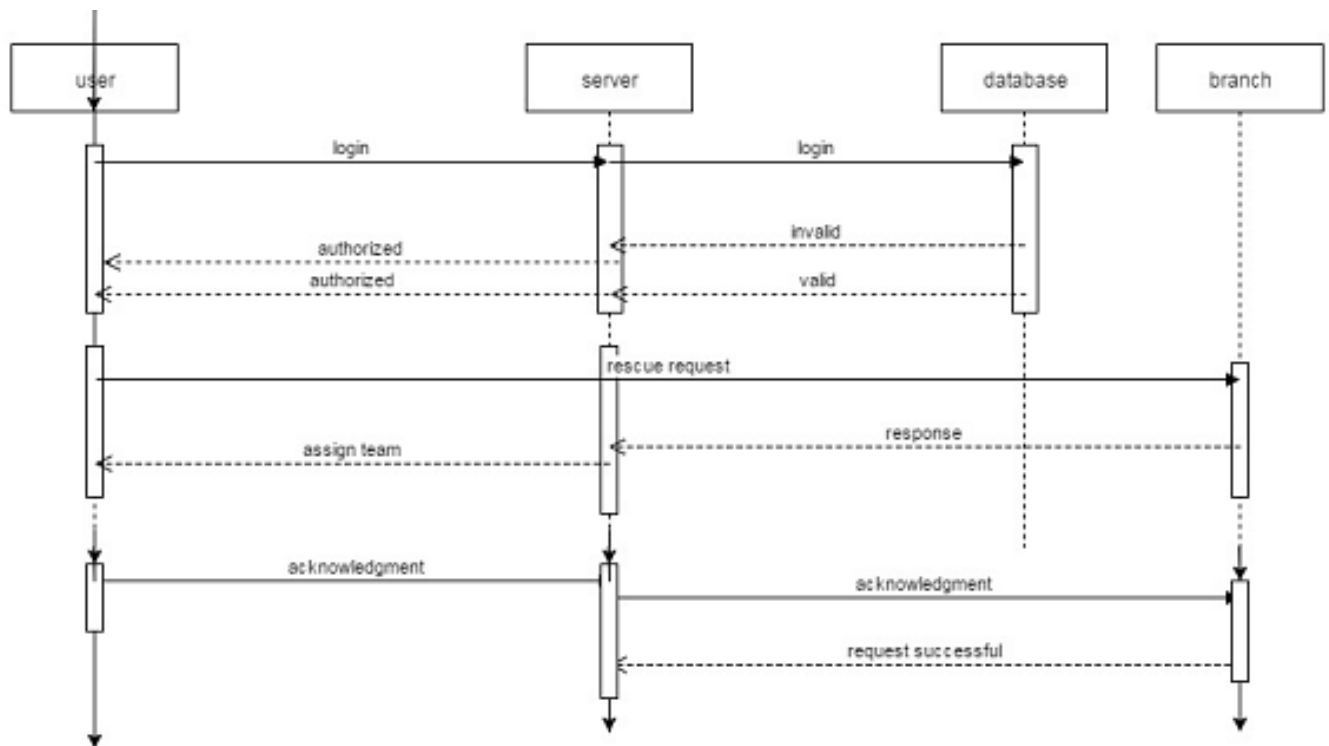 user
server
database
branch
login
login
invalid
authorized
authorized
valid
rescue request
response
assign team
acknowledgment
acknowledgment
request successful